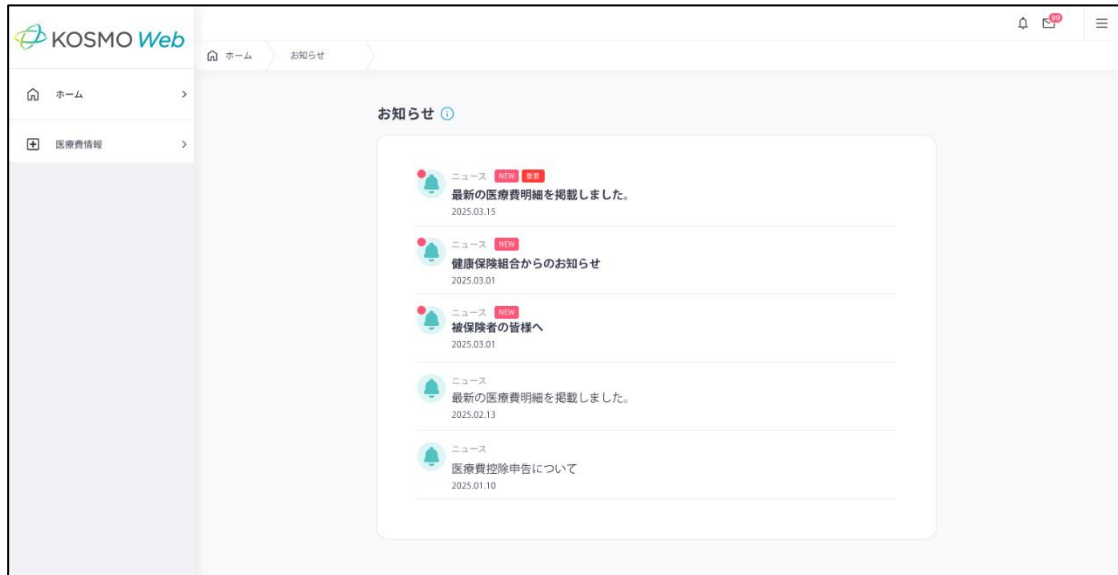 KOSMO Web
99
ホーム
お知らせ
ホーム
医療費情報
お知らせ
ニュース NEW 重要
最新の医療費明細を掲載しました。
2025.03.15
ニュース NEW
健康保険組合からのお知らせ
2025.03.01
ニュース NEW
被保険者の皆様へ
2025.03.01
ニュース
最新の医療費明細を掲載しました。
2025.02.13
ニュース
医療費控除申告について
2025.01.10